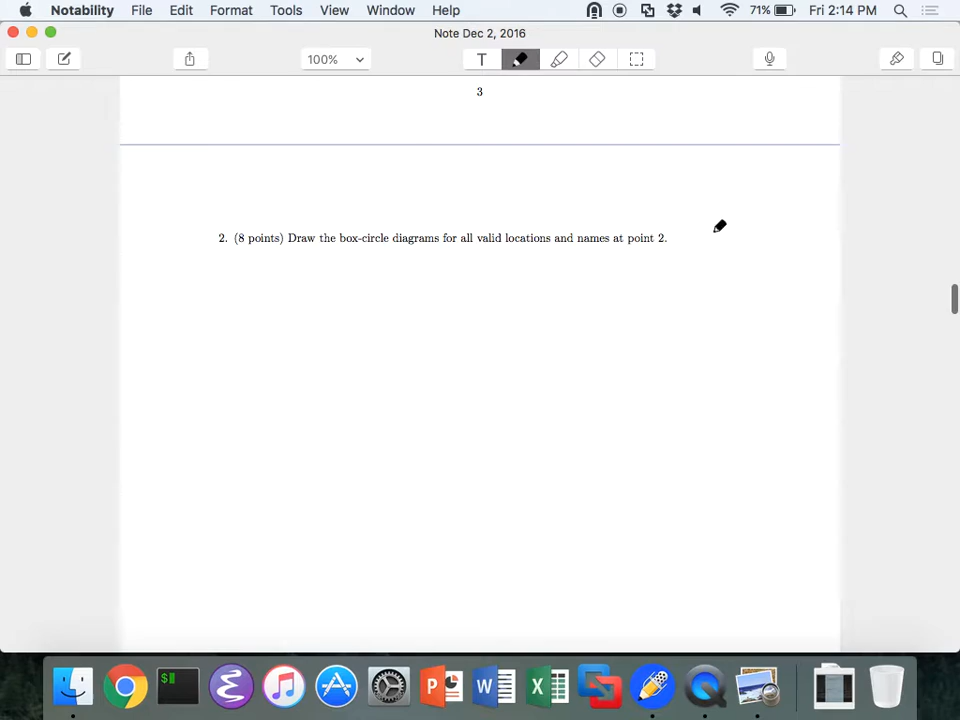 Notability File Edit Format Tools View Window Help 71% Fri 2:14 PM
Note Dec 2, 2016
100% T
3
2. (8 points) Draw the box-circle diagrams for all valid locations and names at point 2.
$ P W X